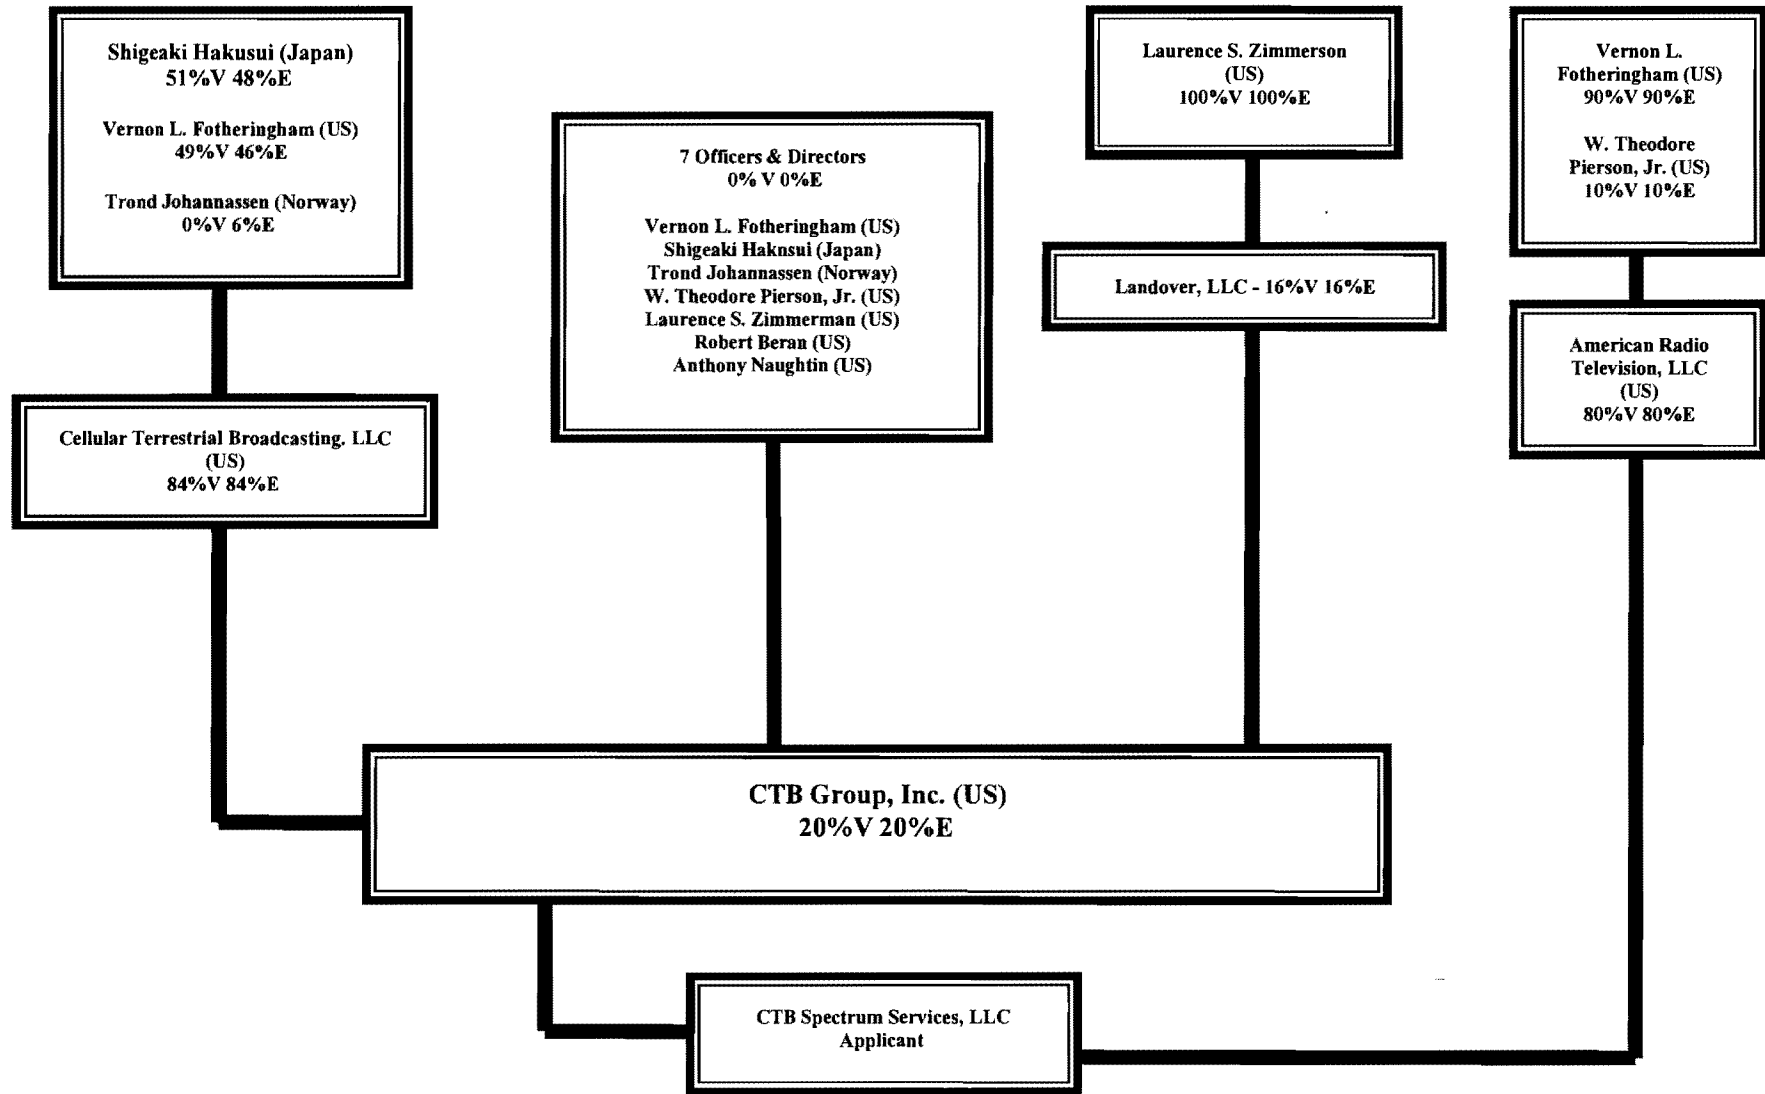 Shigeaki Hakusui (Japan)
51%V 48%E
Vernon L. Fotheringham (US)
49%V 46%E
Trond Johannassen (Norway)
0%V 6%E
Cellular Terrestrial Broadcasting. LLC
(US)
84%V 84%E
7 Officers & Directors
0% V 0%E
Vernon L. Fotheringham (US)
Shigeaki Haknsui (Japan)
Trond Johannassen (Norway)
W. Theodore Pierson, Jr. (US)
Laurence S. Zimmerman (US)
Robert Beran (US)
Anthony Naughtin (US)
Laurence S. Zimmerson
(US)
100%V 100%E
Landover, LLC - 16%V 16%E
Vernon L.
Fotheringham (US)
90%V 90%E
W. Theodore
Pierson, Jr. (US)
10%V 10%E
American Radio
Television, LLC
(US)
80%V 80%E
CTB Group, Inc. (US)
20%V 20%E
CTB Spectrum Services, LLC
Applicant